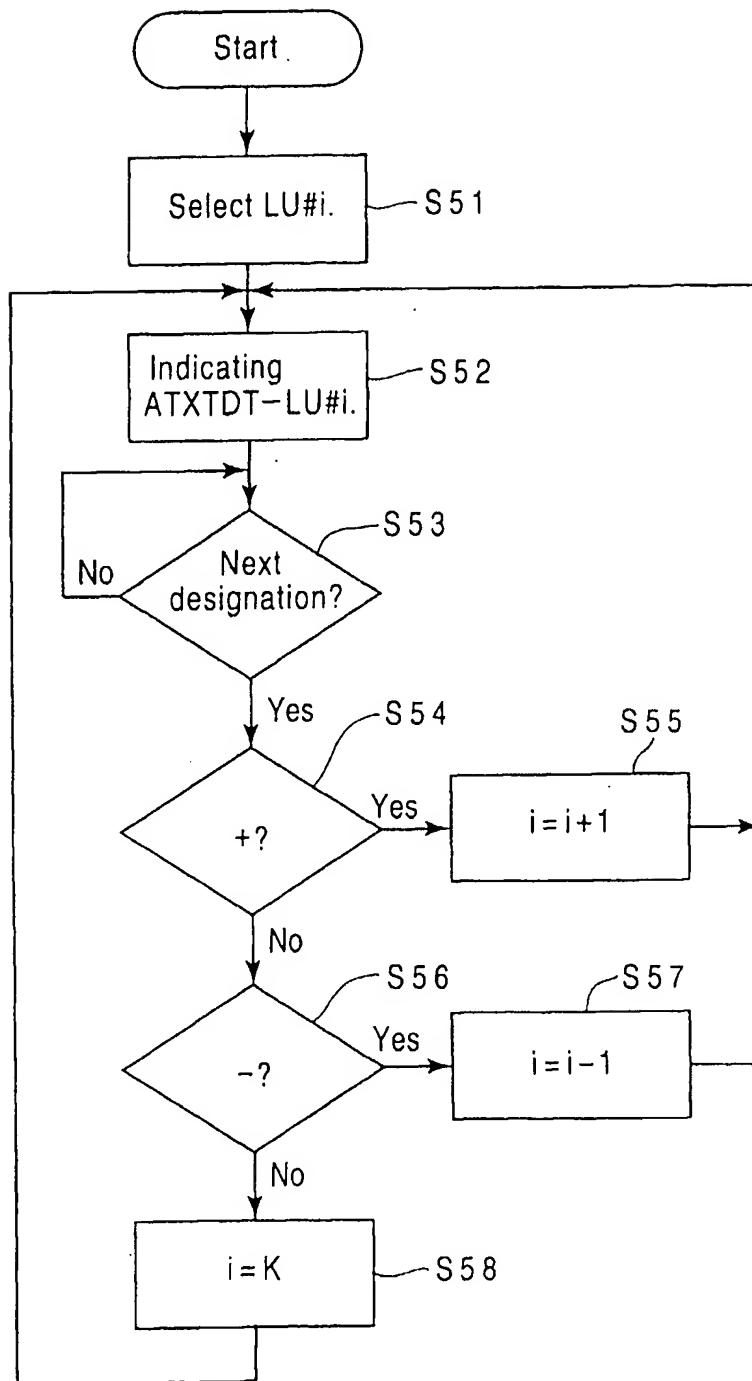 Start
Select LU#i.
S51
Indicating
ATXTDT-LU#i.
S52
S53
Next
designation?
No
Yes
S54
+?
Yes
S55
i=i+1
No
S56
-?
Yes
S57
i=i-1
No
i=K
S58